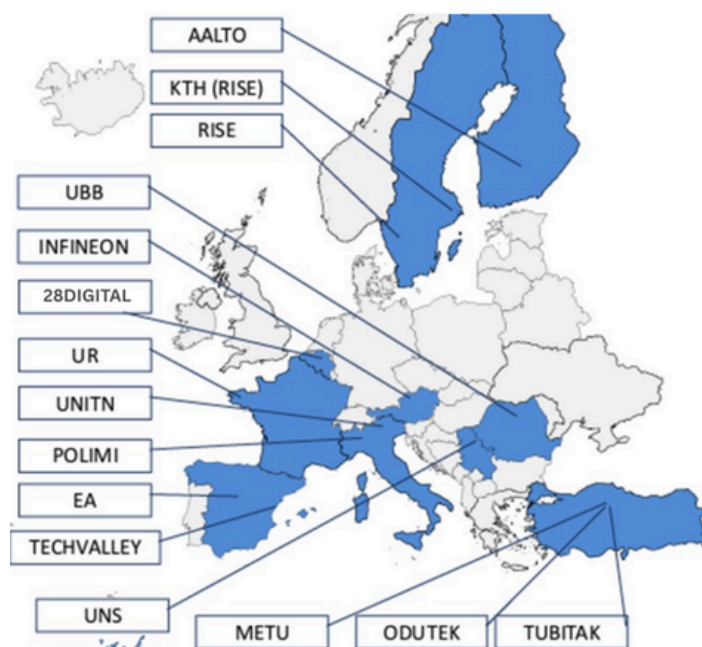 AALTO
KTH (RISE)
RISE
UBB
INFINEON
28DIGITAL
UR
UNITN
POLIMI
EA
TECHVALLEY
UNS
METU
ODUTEK
TUBITAK